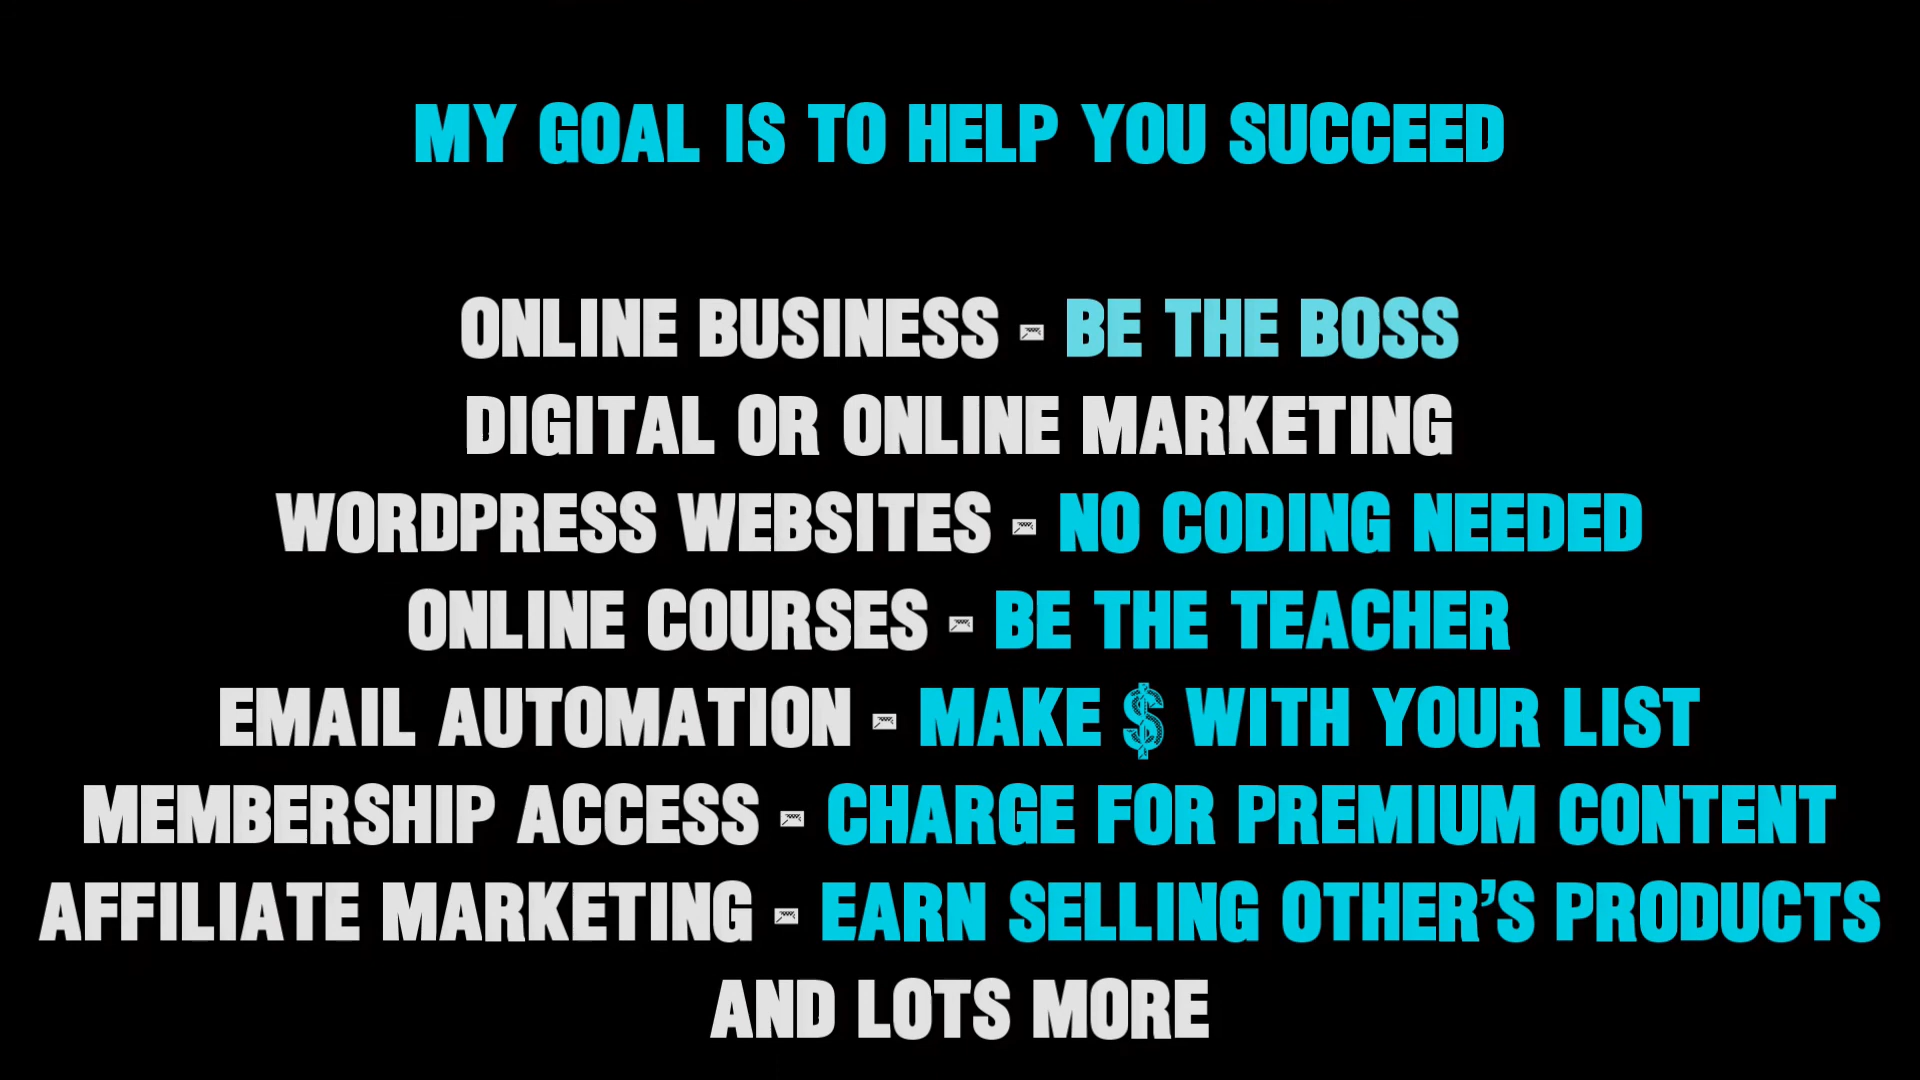 MY GOAL IS TO HELP YOU SUCCEED
ONLINE BUSINESS - BE THE BOSS
DIGITAL OR ONLINE MARKETING
WORDPRESS WEBSITES - NO CODING NEEDED
ONLINE COURSES - BE THE TEACHER
EMAIL AUTOMATION - MAKE $ WITH YOUR LIST
MEMBERSHIP ACCESS - CHARGE FOR PREMIUM CONTENT
AFFILIATE MARKETING - EARN SELLING OTHER’S PRODUCTS
AND LOTS MORE